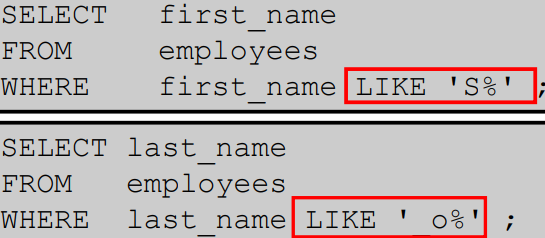 SELECT first_name
FROM employees
WHERE first_name LIKE 'S%' ;
SELECT last_name
FROM employees
WHERE last_name LIKE '_o%' ;